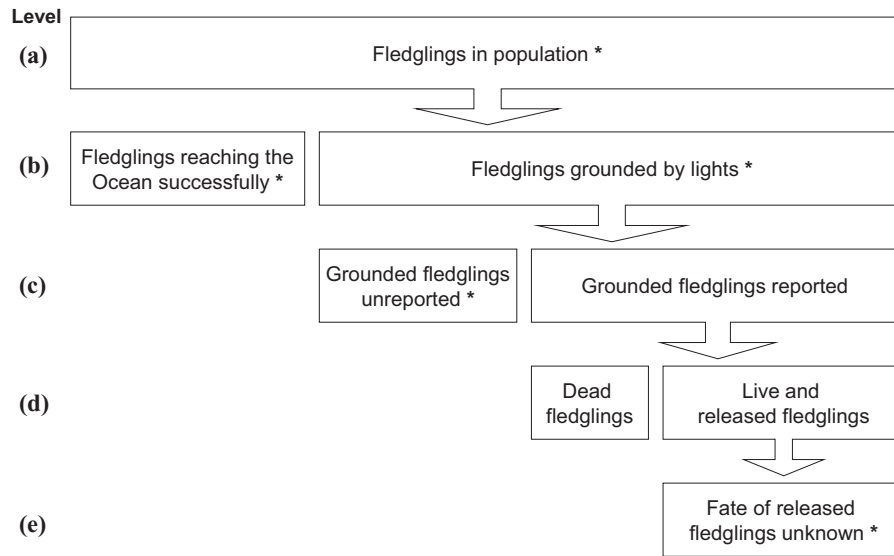 Level
(a)
Fledglings in population *
(b)
Fledglings reaching the
Ocean successfully *
Fledglings grounded by lights *
(c)
Grounded fledglings
unreported *
Grounded fledglings reported
(d)
Dead
fledglings
Live and
released fledglings
(e)
Fate of released
fledglings unknown *